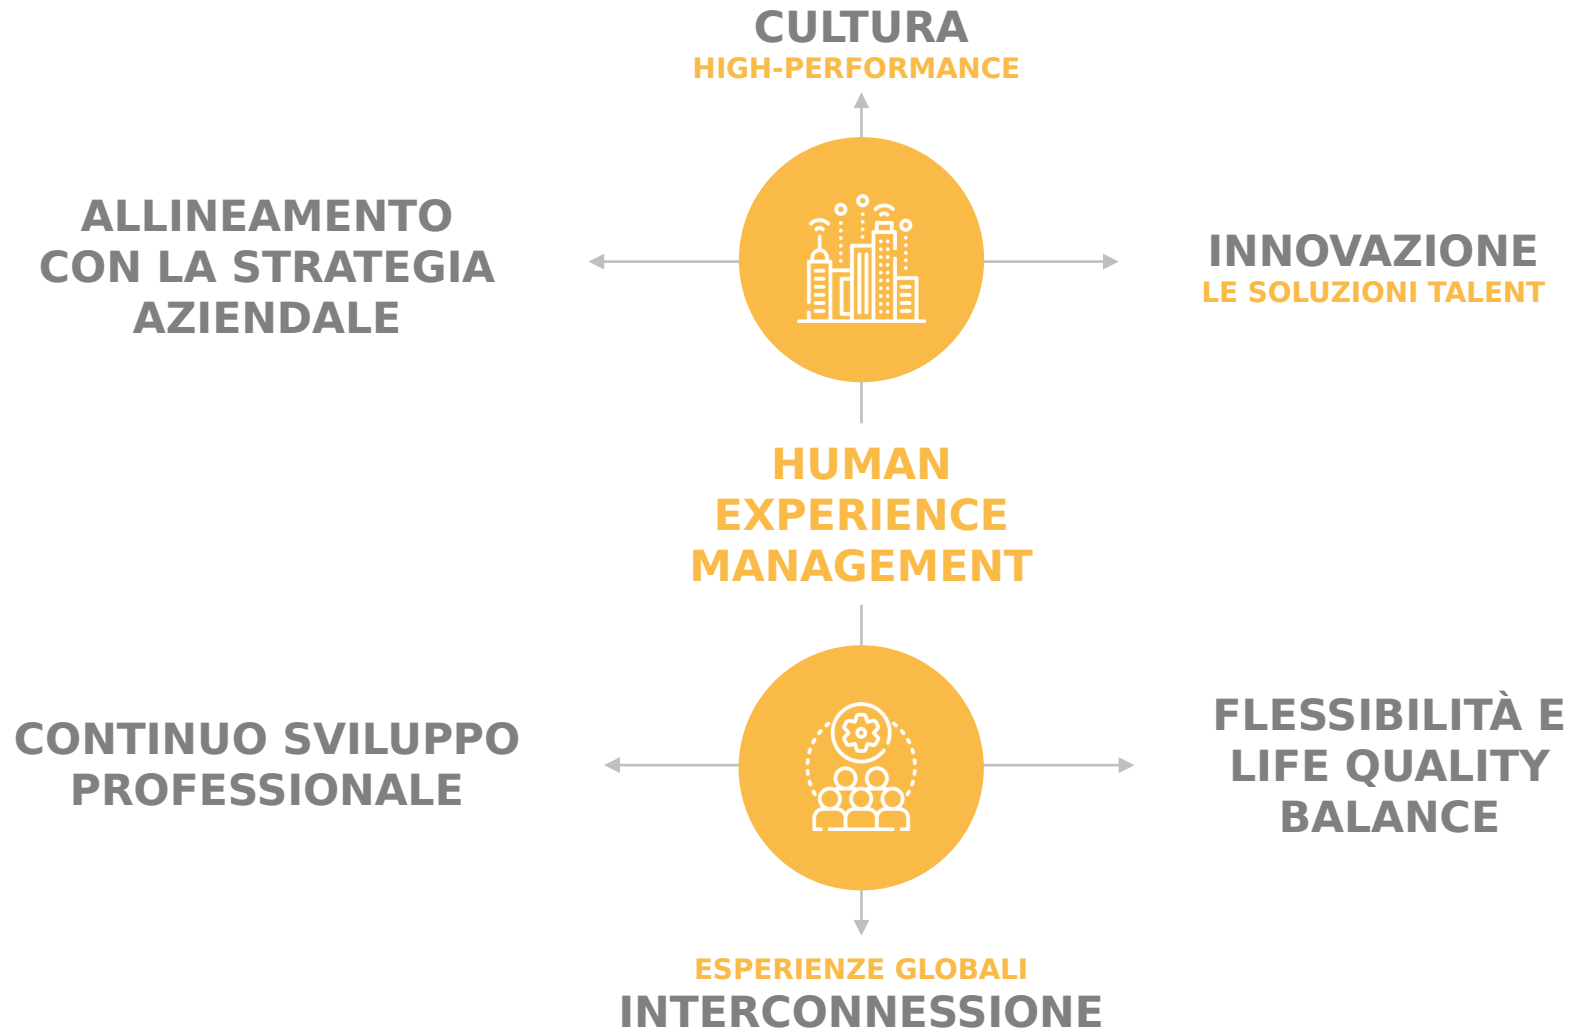 CULTURA
HIGH-PERFORMANCE
ALLINEAMENTO
CON LA STRATEGIA
AZIENDALE
INNOVAZIONE
LE SOLUZIONI TALENT
HUMAN
EXPERIENCE
MANAGEMENT
CONTINUO SVILUPPO
PROFESSIONALE
FLESSIBILITÀ E
LIFE QUALITY
BALANCE
ESPERIENZE GLOBALI
INTERCONNESSIONE